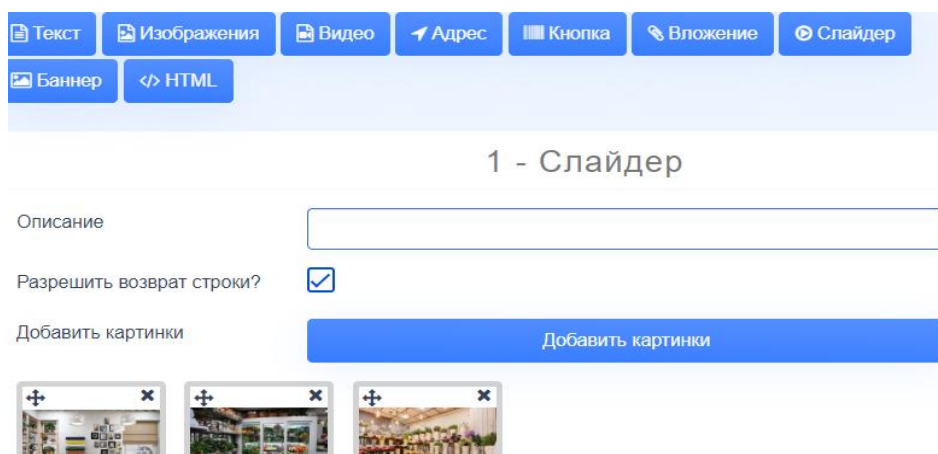 Текст Изображения Видео Адрес Кнопка Вложение Слайдер
Баннер </> HTML
1 - Слайдер
Описание
Разрешить возврат строки?
Добавить картинки Добавить картинки